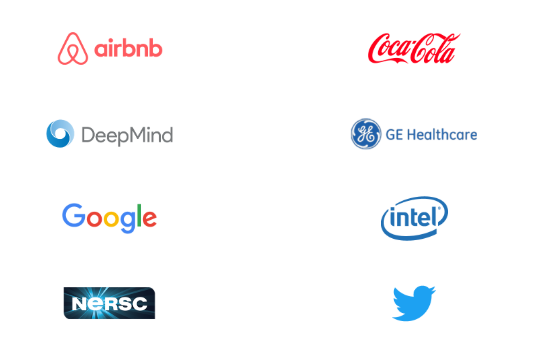 airbnb
Coca-Cola
DeepMind
GE Healthcare
Google
intel
NERSC